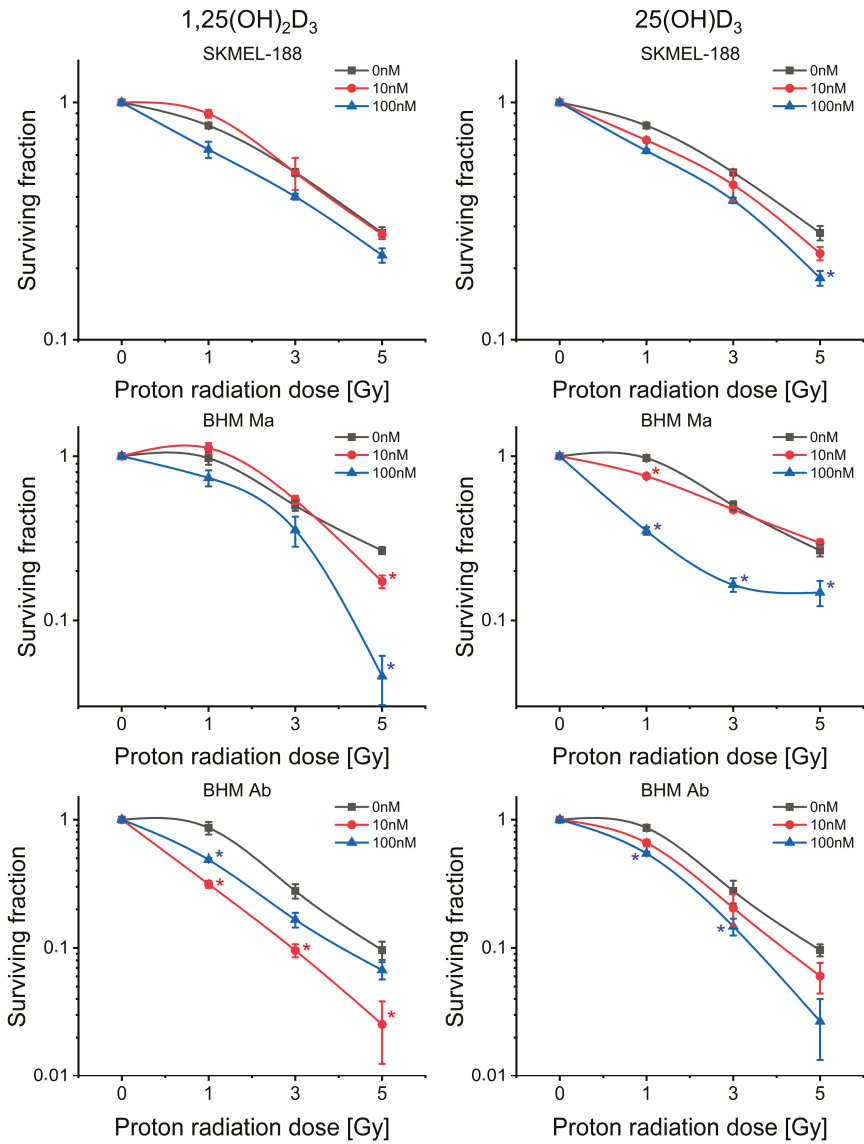 1,25(OH)₂D₃
SKMEL-188
0nM
10nM
100nM
1
0.1
Surviving fraction
0 1 3 5
Proton radiation dose [Gy]
25(OH)D₃
SKMEL-188
0nM
10nM
100nM
1
0.1
Surviving fraction
*
0 1 3 5
Proton radiation dose [Gy]
BHM Ma
0nM
10nM
100nM
1
0.1
Surviving fraction
*
*
0 1 3 5
Proton radiation dose [Gy]
BHM Ma
0nM
10nM
100nM
1
0.1
Surviving fraction
*
*
* *
0 1 3 5
Proton radiation dose [Gy]
BHM Ab
0nM
10nM
100nM
1
0.1
0.01
Surviving fraction
*
*
*
*
0 1 3 5
Proton radiation dose [Gy]
BHM Ab
0nM
10nM
100nM
1
0.1
0.01
Surviving fraction
*
*
0 1 3 5
Proton radiation dose [Gy]